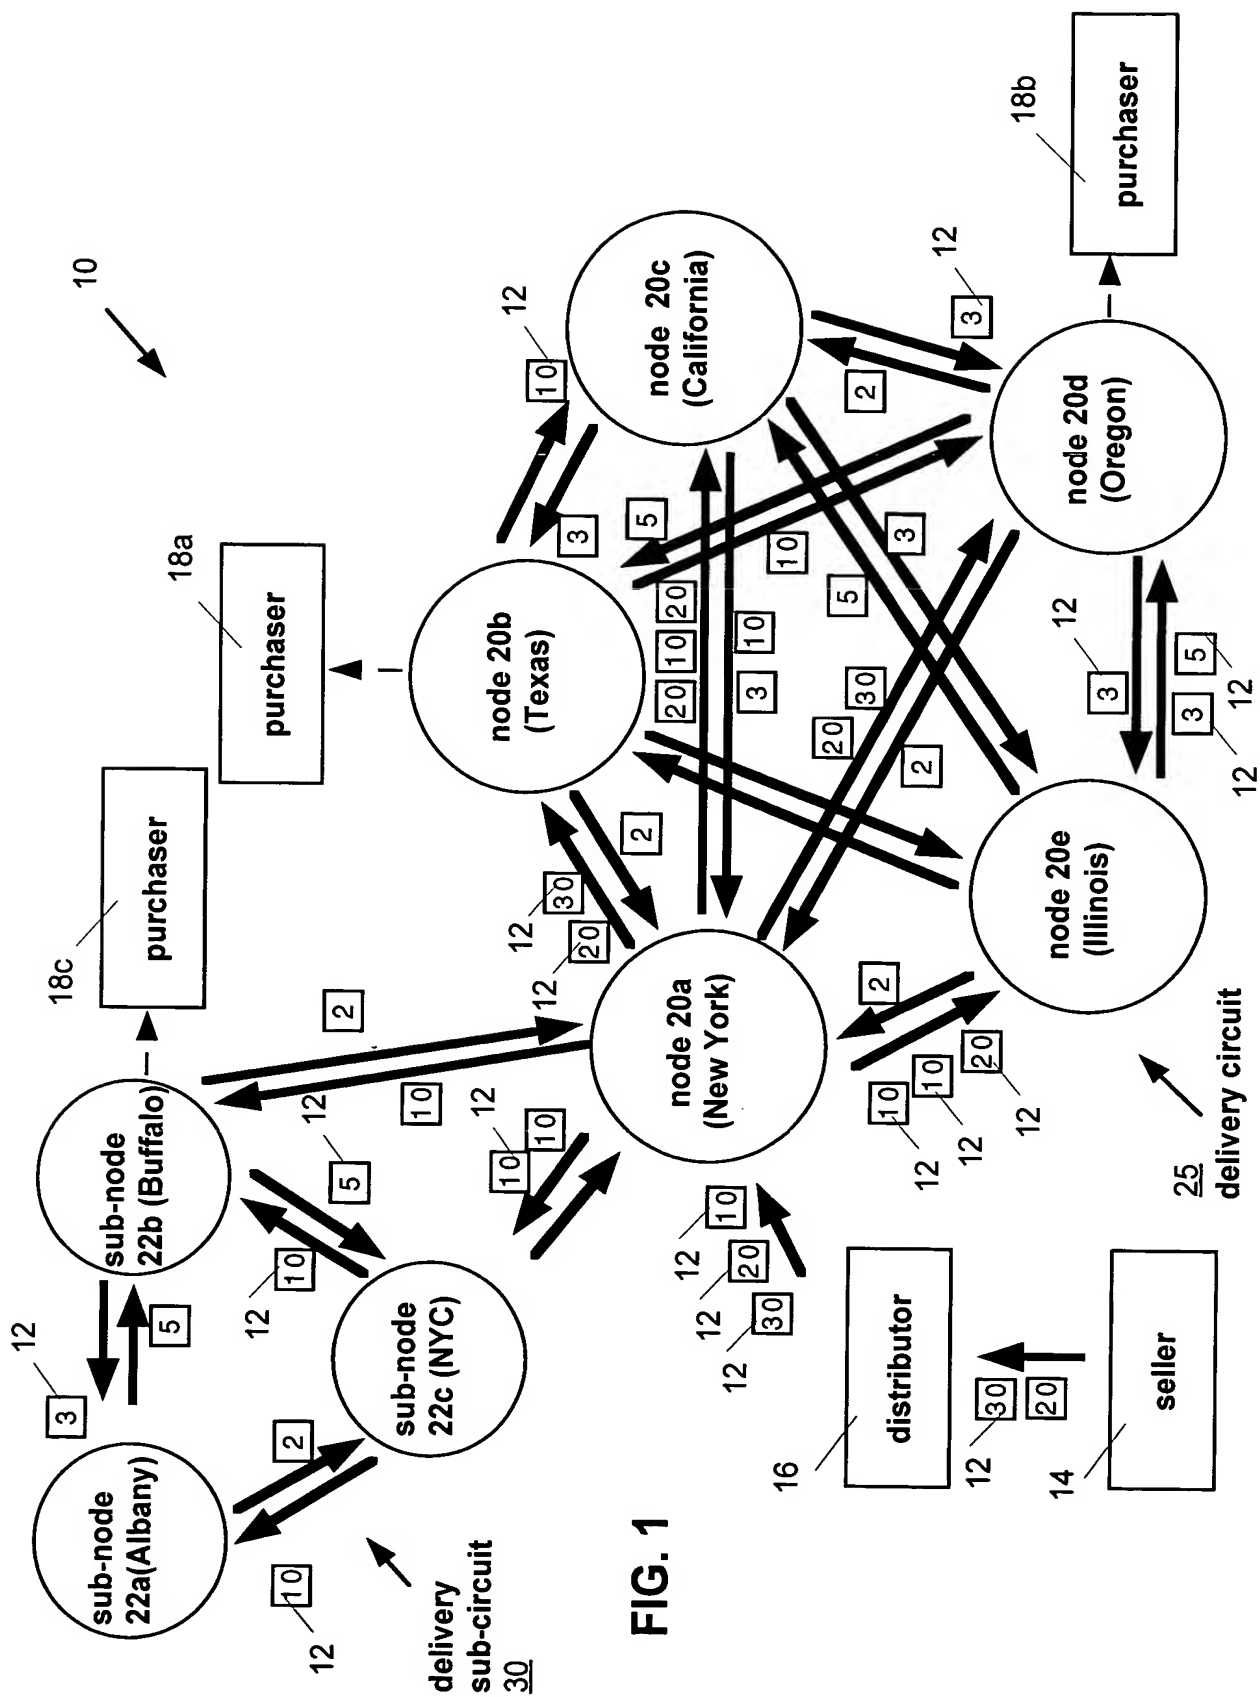 10
12
3
sub-node
22a(Albany)
5
sub-node
22b (Buffalo)
18c
purchaser
18a
purchaser
10
12
2
12
10
12
5
2
sub-node
22c (NYC)
10
delivery
sub-circuit
30
12
10
10
12
30
12
20
2
node 20b
(Texas)
12
10
3
5
node 20c
(California)
FIG. 1
node 20a
(New York)
20
10
20
3
10
12
10
12
20
12
30
10
20
30
5
3
2
2
12
3
16
distributor
12
10
12
10
12
20
2
12
30
20
node 20e
(Illinois)
12
3
3
12
5
12
node 20d
(Oregon)
18b
purchaser
14
seller
25
delivery circuit